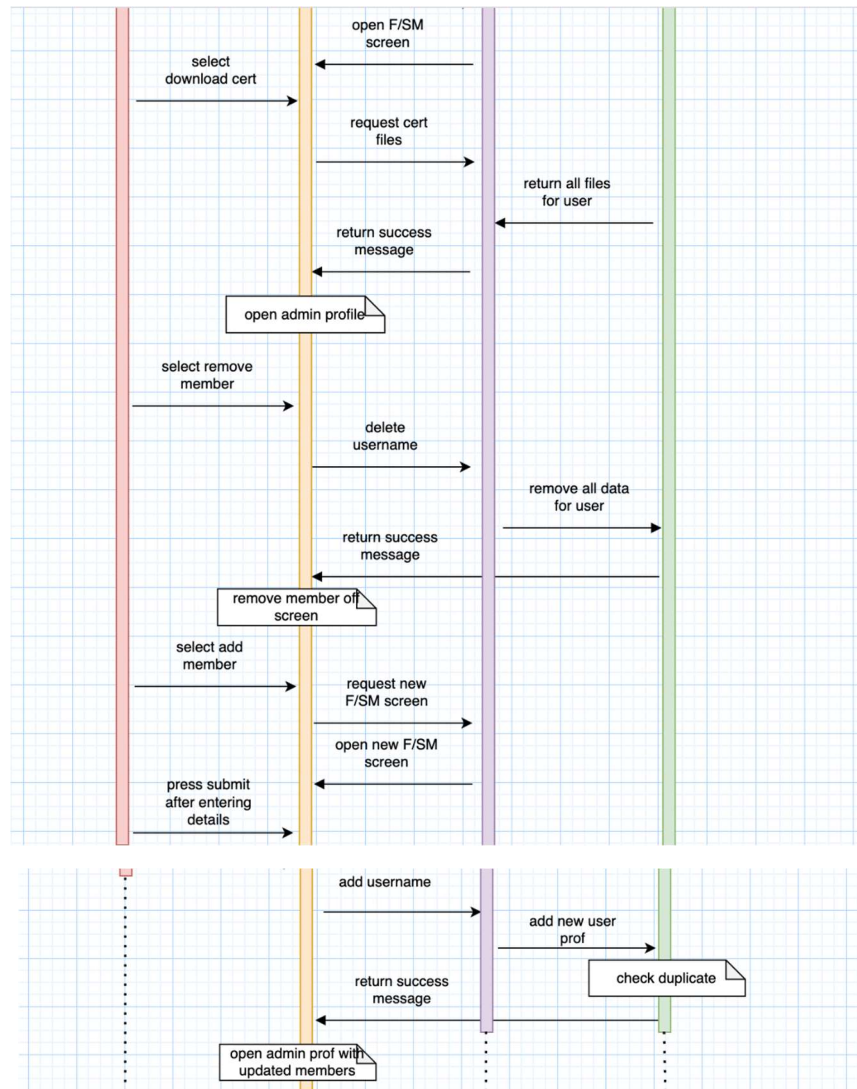 open F/SM
screen
select
download cert
request cert
files
return all files
for user
return success
message
open admin profile
select remove
member
delete
username
remove all data
for user
return success
message
remove member off
screen
select add
member
request new
F/SM screen
open new F/SM
screen
press submit
after entering
details
add username
add new user
prof
check duplicate
return success
message
open admin prof with
updated members